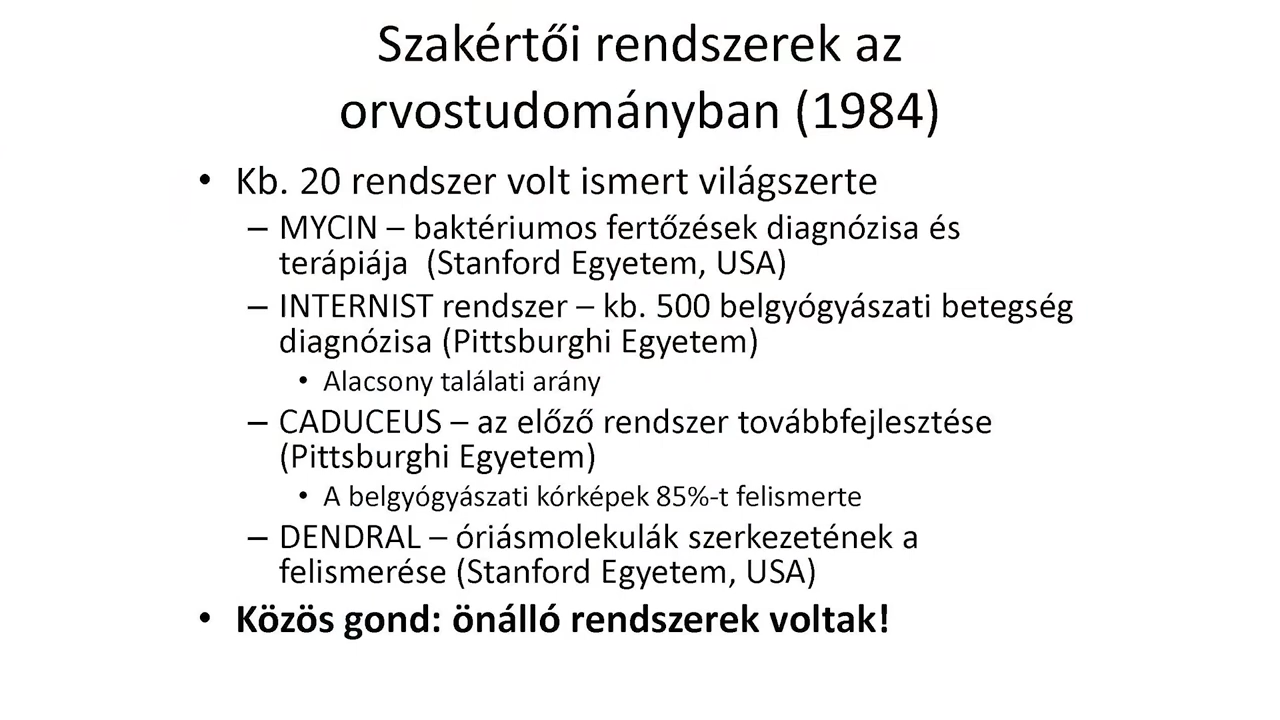 Szakértői rendszerek az
orvostudományban (1984)
• Kb. 20 rendszer volt ismert világszerte
– MYCIN – baktériumos fertőzések diagnózisa és
terápiája (Stanford Egyetem, USA)
– INTERNIST rendszer – kb. 500 belgyógyászati betegség
diagnózisa (Pittsburghi Egyetem)
• Alacsony találati arány
– CADUCEUS – az előző rendszer továbbfejlesztése
(Pittsburghi Egyetem)
• A belgyógyászati kórképek 85%-t felismerte
– DENDRAL – óriásmolekulák szerkezetének a
felismerése (Stanford Egyetem, USA)
• Közös gond: önálló rendszerek voltak!